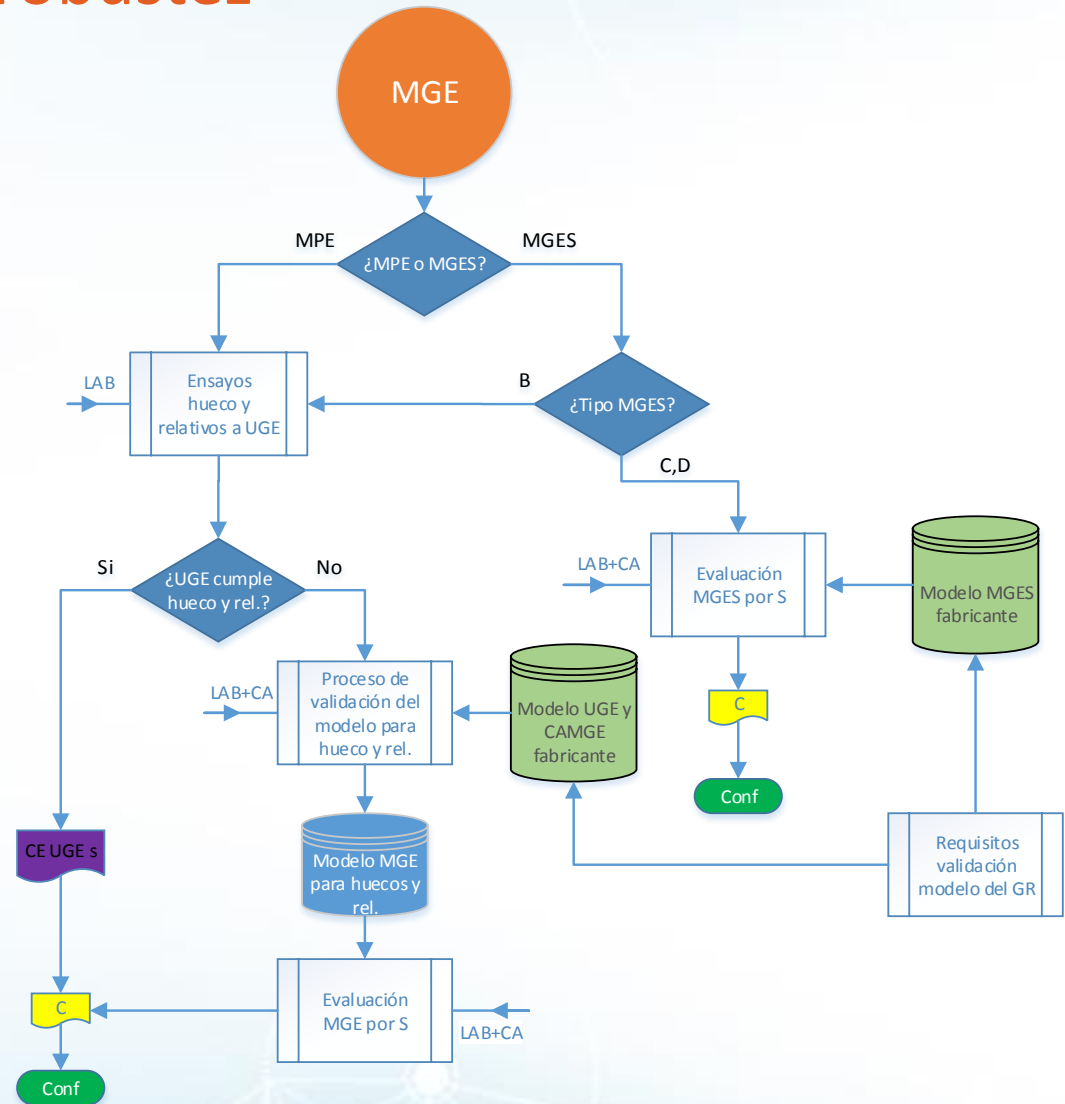 robustez
MGE
MPE
MGES
¿MPE o MGES?
LAB
Ensayos
hueco y
relativos a UGE
B
¿Tipo MGES?
C,D
Si
¿UGE cumple
hueco y rel.?
No
LAB+CA
Evaluación
MGES por S
Modelo MGES
fabricante
LAB+CA
Proceso de
validación del
modelo para
hueco y rel.
Modelo UGE y
CAMGE
fabricante
C
Conf
CE UGE s
Modelo MGE
para huecos y
rel.
Requisitos
validación
modelo del GR
C
Evaluación
MGE por S
LAB+CA
Conf